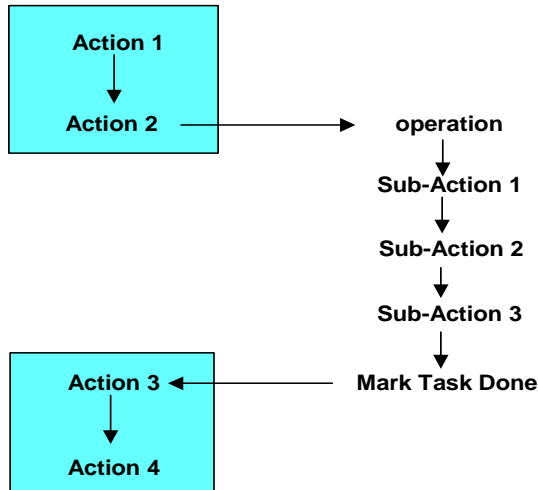 Action 1
Action 2
operation
Sub-Action 1
Sub-Action 2
Sub-Action 3
Mark Task Done
Action 3
Action 4